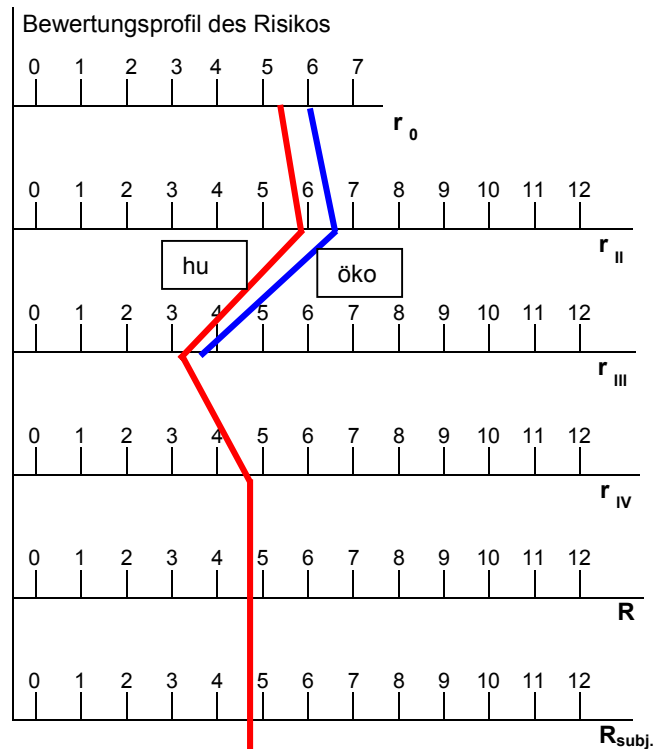 Bewertungsprofil des Risikos
0 1 2 3 4 5 6 7
r 0
0 1 2 3 4 5 6 7 8 9 10 11 12
r II
hu öko
0 1 2 3 4 5 6 7 8 9 10 11 12
r III
0 1 2 3 4 5 6 7 8 9 10 11 12
r IV
0 1 2 3 4 5 6 7 8 9 10 11 12
R
0 1 2 3 4 5 6 7 8 9 10 11 12
Rsubj.